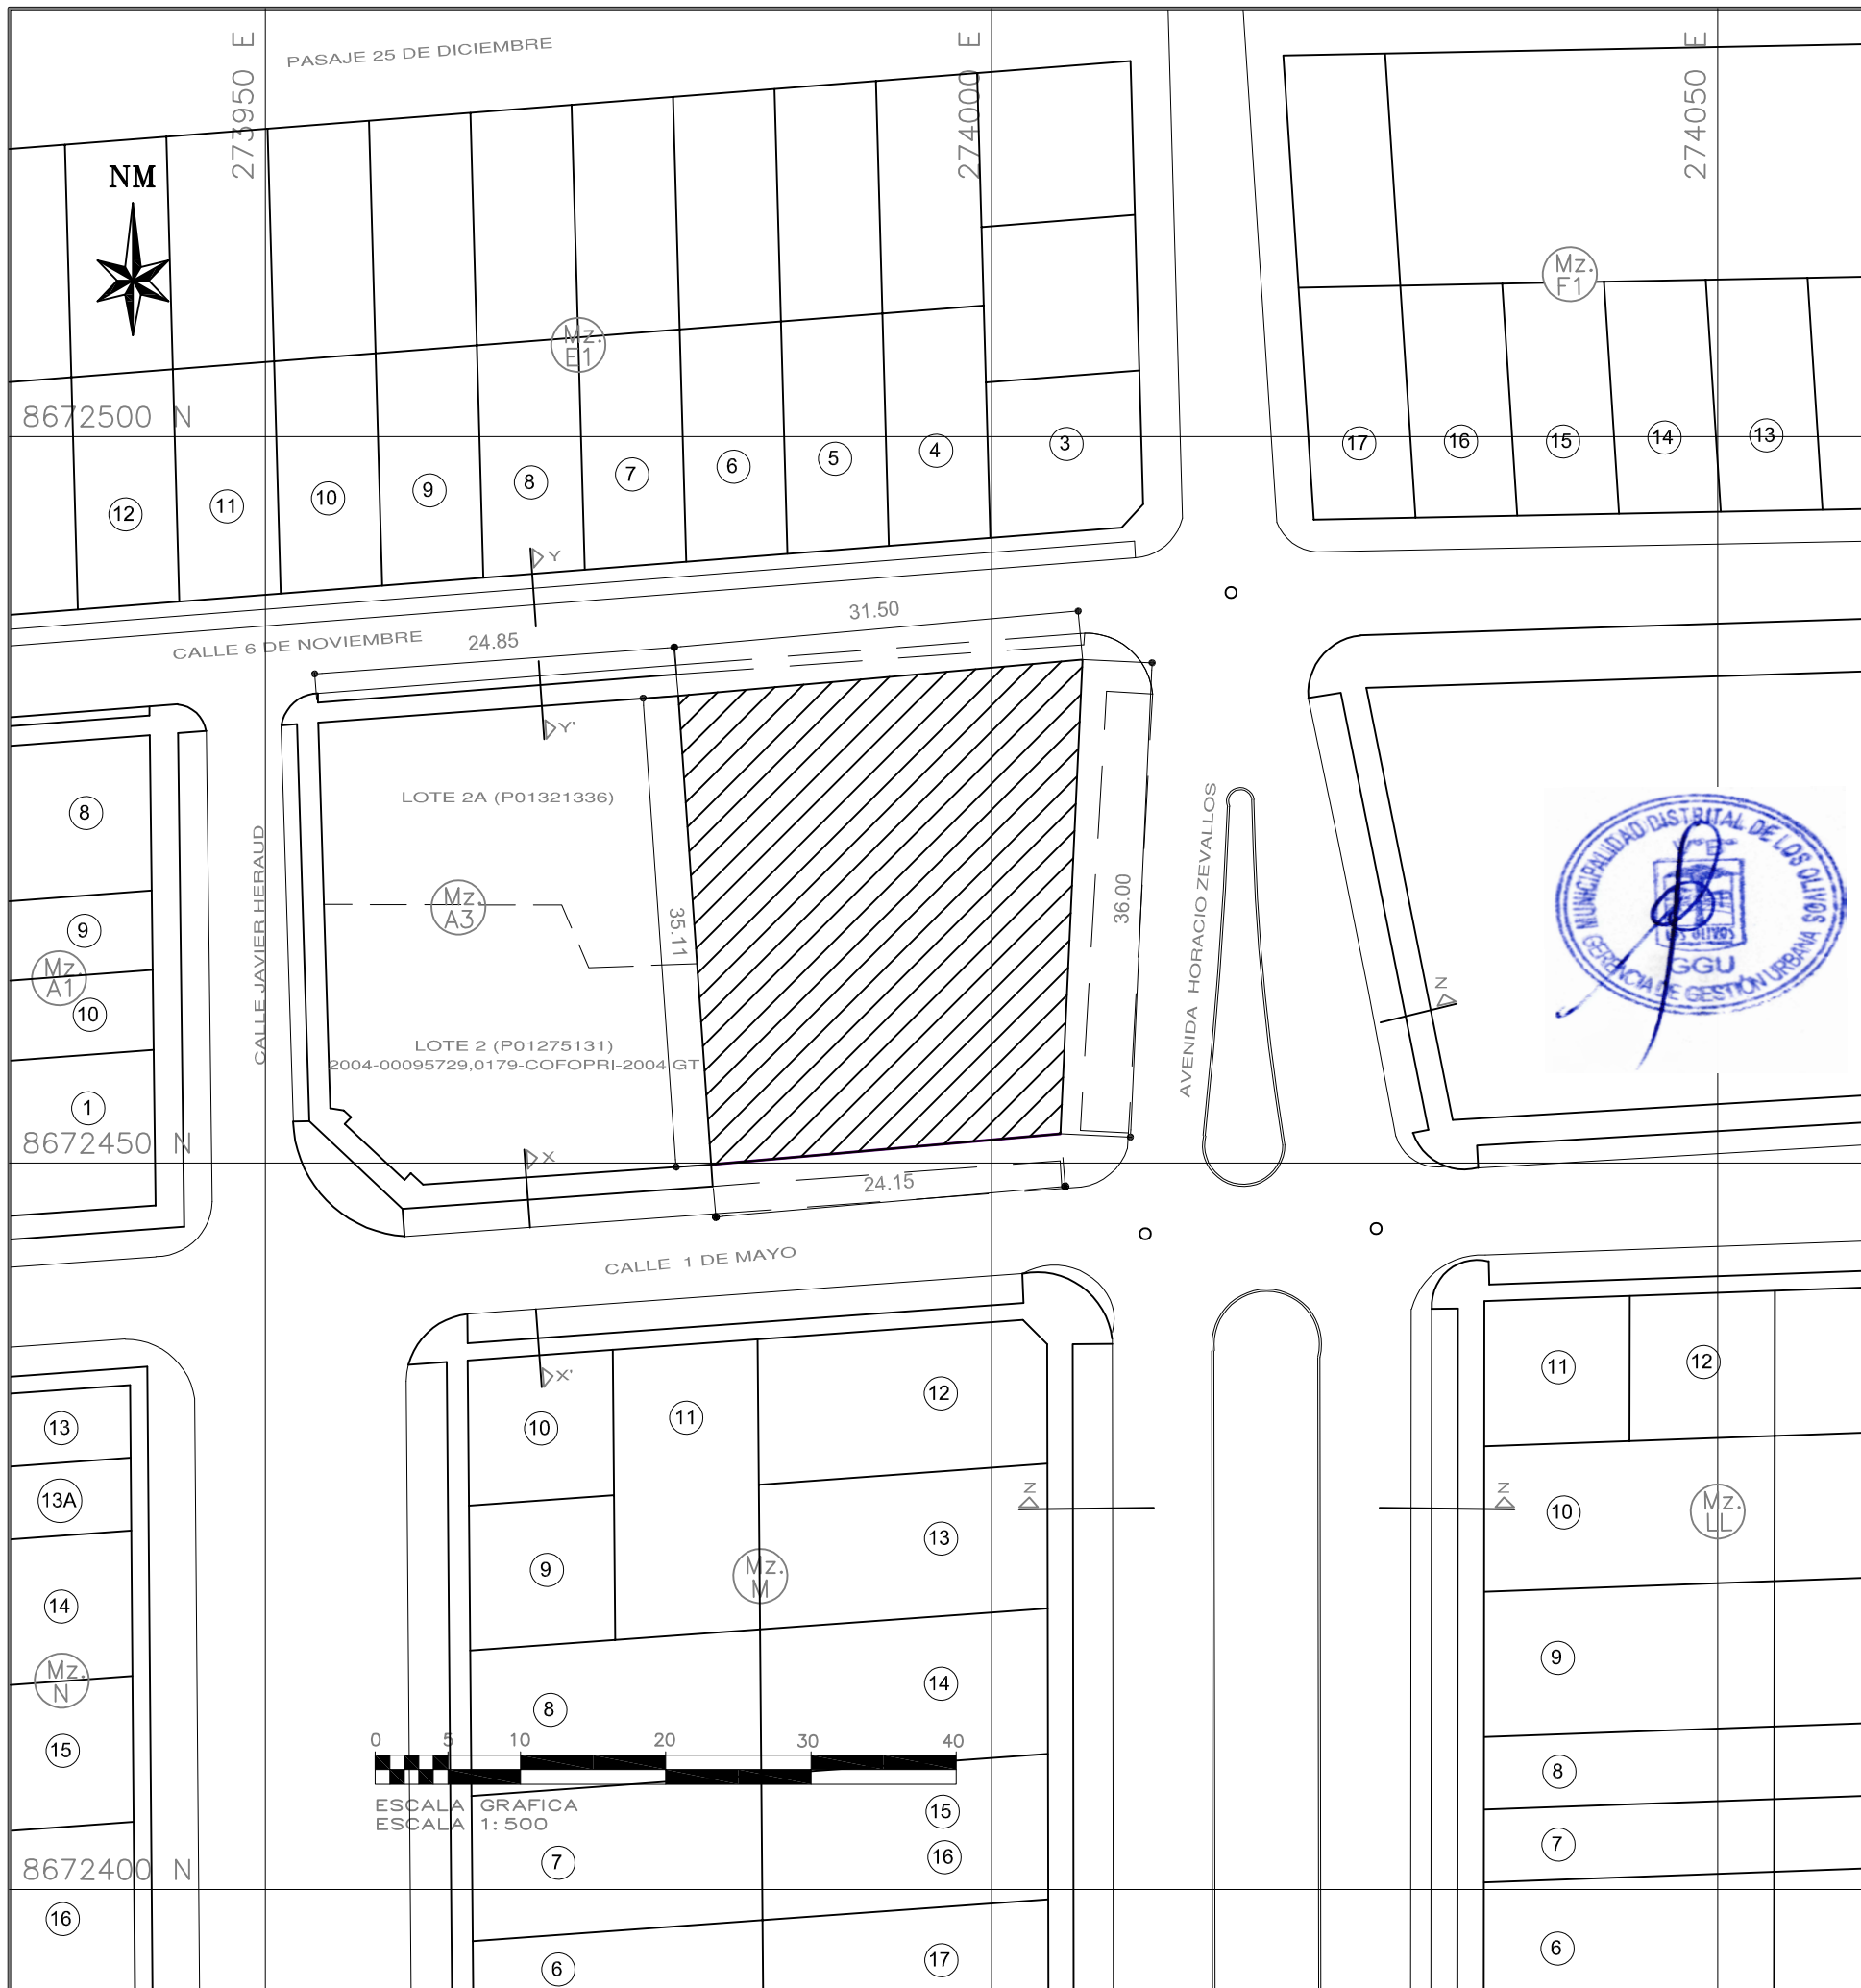 PASAJE 25 DE DICIEMBRE
273950 E
274000 E
274050 E
NM
Mz. F1
Mz. E1
8672500 N
12
11
10
9
8
7
6
5
4
3
17
16
15
14
13
Y
CALLE 6 DE NOVIEMBRE
24.85
31.50
Y'
LOTE 2A (P01321336)
8
9
Mz. A1
10
1
CALLE JAVIER HERAUD
Mz. A3
35.11
36.00
AVENIDA HORACIO ZEVALLOS
MUNICIPALIDAD DISTRITAL DE LOS OLIVOS
V°B°
LOS OLIVOS
GGU
GERENCIA DE GESTIÓN URBANA
Z
LOTE 2 (P01275131)
2004-00095729,0179-COFOPRI-2004 GT
8672450 N
X
24.15
CALLE 1 DE MAYO
X'
10
11
12
11
12
13
13A
Z
Z
9
13
Mz. M
10
Mz. LL
14
Mz. N
15
8
14
9
0 5 10 20 30 40
ESCALA GRAFICA
ESCALA 1:500
15
16
7
8
7
8672400 N
16
6
17
6